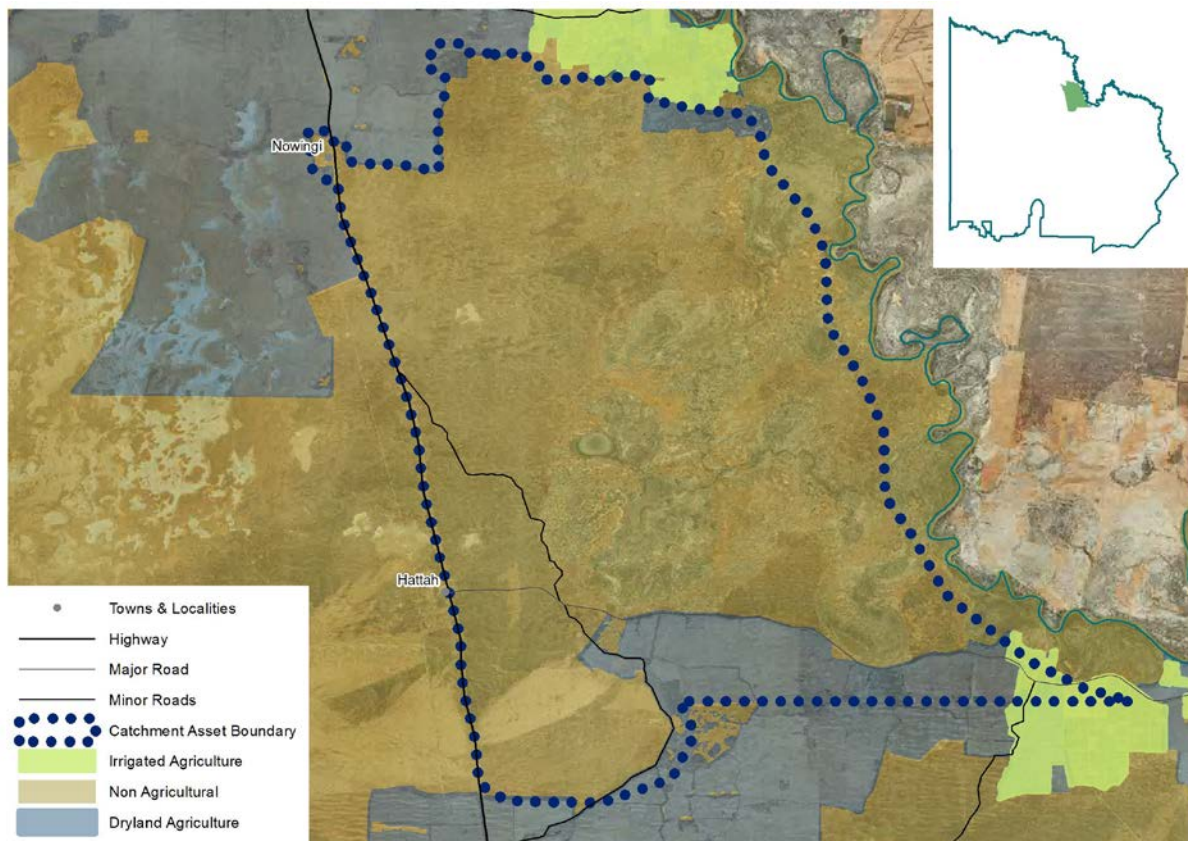 Nowingi
Hattah
Towns & Localities
Highway
Major Road
Minor Roads
Catchment Asset Boundary
Irrigated Agriculture
Non Agricultural
Dryland Agriculture